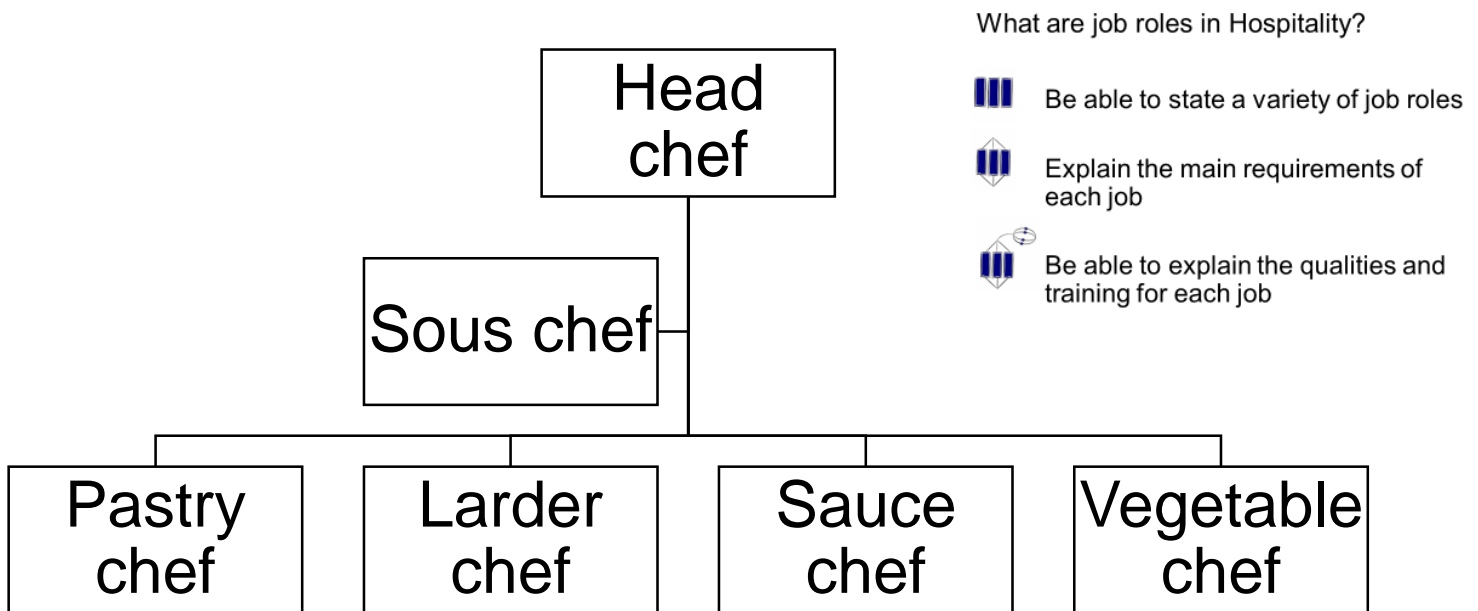 What are job roles in Hospitality?
Head
chef
Be able to state a variety of job roles
Explain the main requirements of
each job
Be able to explain the qualities and
training for each job
Sous chef
Pastry
chef
Larder
chef
Sauce
chef
Vegetable
chef